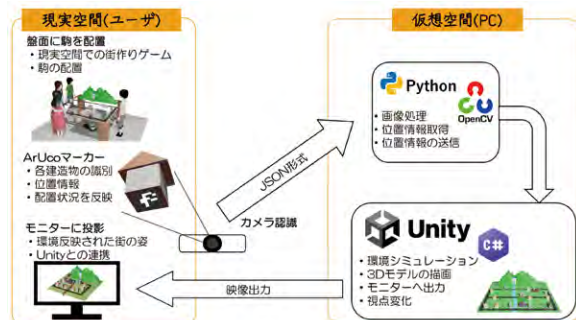 現実空間(ユーザ)
盤面に駒を配置
・現実空間での街作りゲーム
・駒の配置
ArUcoマーカー
・各建造物の識別
・位置情報
・配置状況を反映
カメラ認識
モニターに投影
・環境反映された街の姿
・Unityとの連携
JSON形式
映像出力
仮想空間(PC)
Python
OpenCV
・画像処理
・位置情報取得
・位置情報の送信
Unity
C#
・環境シミュレーション
・3Dモデルの描画
・モニターへ出力
・視点変化